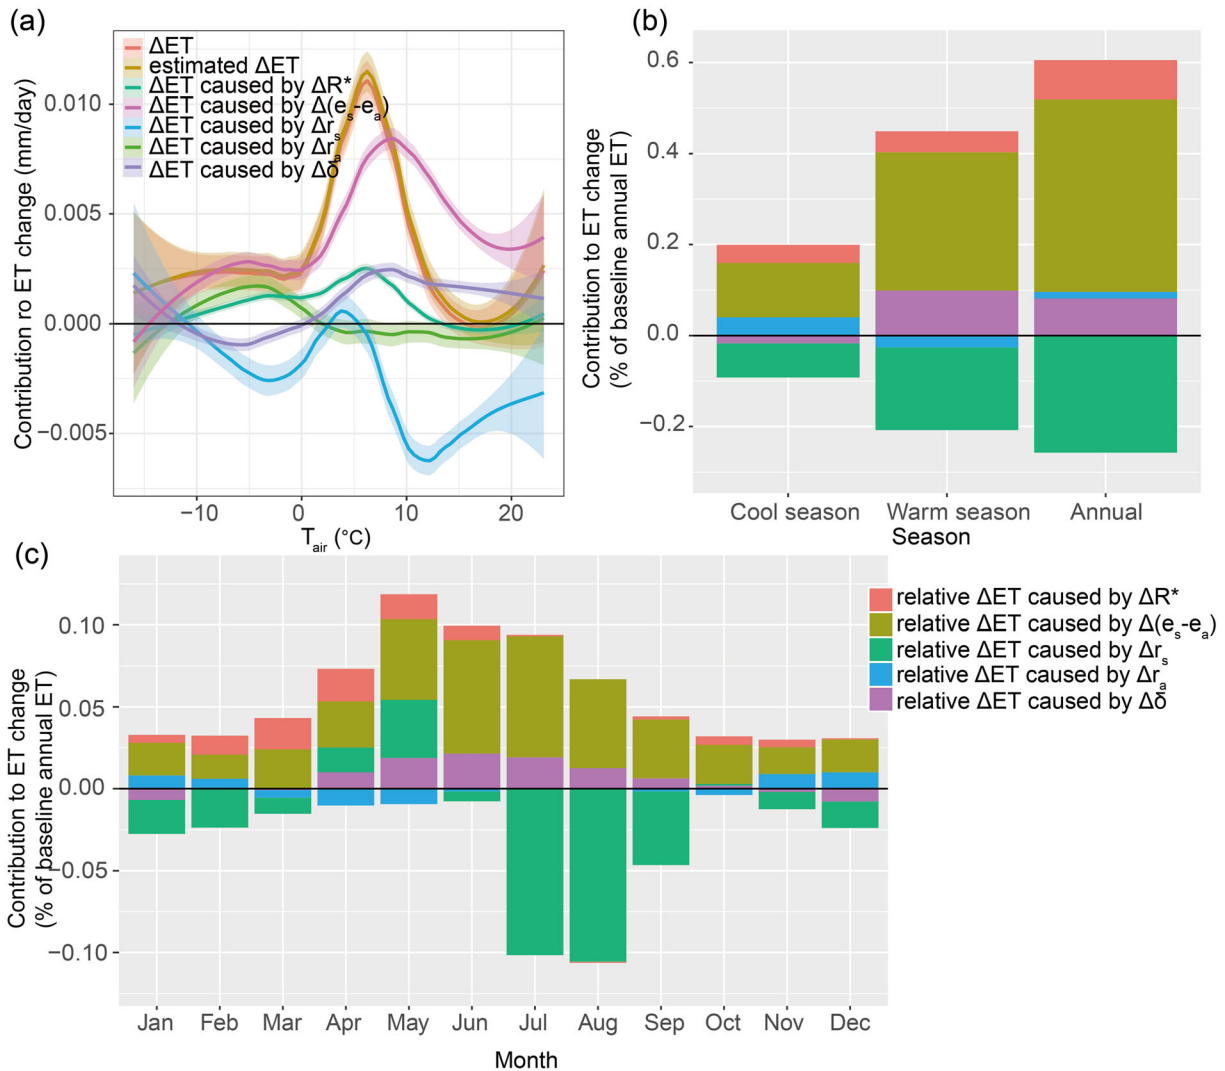 (a)
ΔET
estimated ΔET
ΔET caused by ΔR*
ΔET caused by Δ(es-ea)
ΔET caused by Δrs
ΔET caused by Δra
ΔET caused by Δδ
Contribution ro ET change (mm/day)
0.010
0.005
0.000
−0.005
−10
0
10
20
Tair (°C)
(b)
Contribution to ET change
(% of baseline annual ET)
0.6
0.4
0.2
0.0
−0.2
Cool season
Warm season
Annual
Season
(c)
Contribution to ET change
(% of baseline annual ET)
0.10
0.05
0.00
−0.05
−0.10
Jan
Feb
Mar
Apr
May
Jun
Jul
Aug
Sep
Oct
Nov
Dec
Month
relative ΔET caused by ΔR*
relative ΔET caused by Δ(es-ea)
relative ΔET caused by Δrs
relative ΔET caused by Δra
relative ΔET caused by Δδ